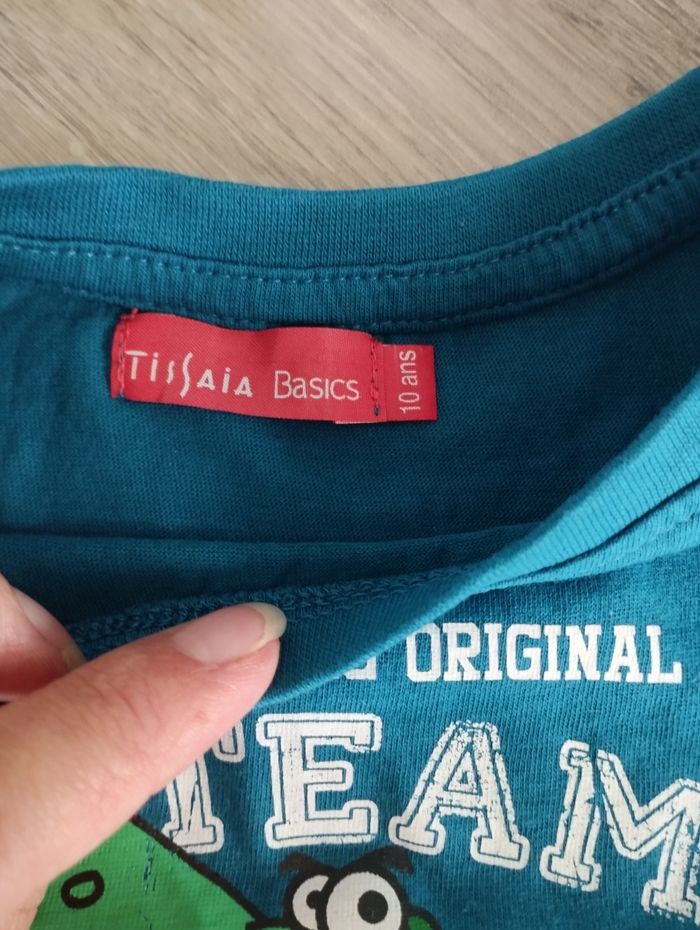 TissAiA Basics
10 ans
ORIGINAL
TEAM